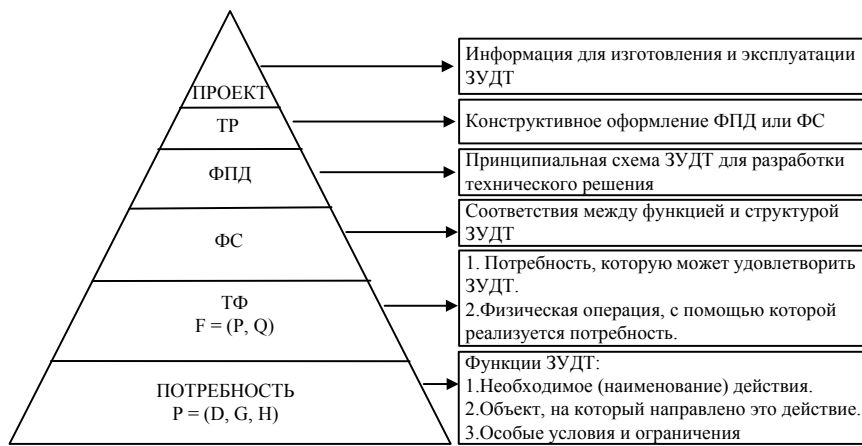 ПРОЕКТ
Информация для изготовления и эксплуатации
ЗУДТ
ТР
Конструктивное оформление ФПД или ФС
ФПД
Принципиальная схема ЗУДТ для разработки
технического решения
ФС
Соответствия между функцией и структурой
ЗУДТ
ТФ
F = (P, Q)
1. Потребность, которую может удовлетворить
ЗУДТ.
2.Физическая операция, с помощью которой
реализуется потребность.
ПОТРЕБНОСТЬ
P = (D, G, H)
Функции ЗУДТ:
1.Необходимое (наименование) действия.
2.Объект, на который направлено это действие.
3.Особые условия и ограничения